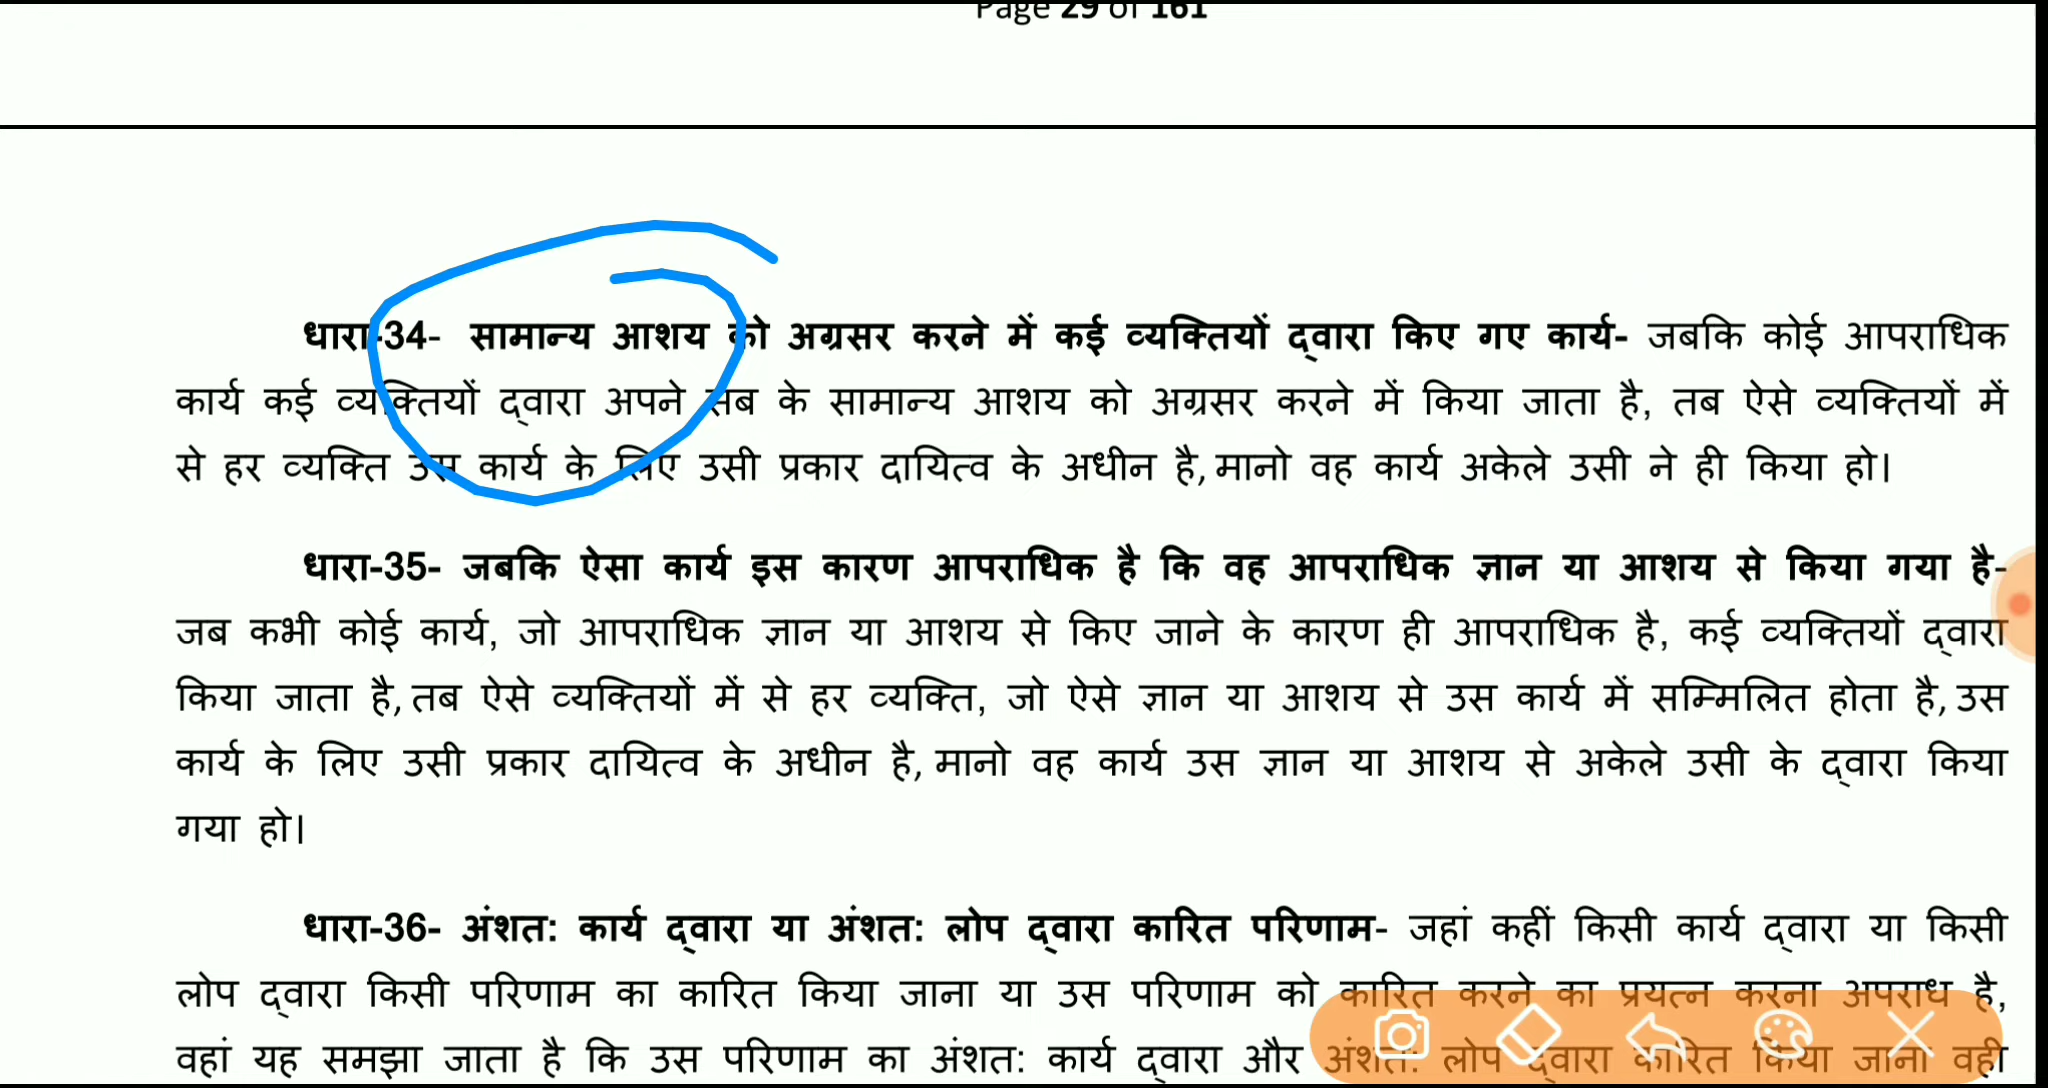 Page 29 of 161
धारा-34- सामान्य आशय को अग्रसर करने में कई व्यक्तियों द्वारा किए गए कार्य- जबकि कोई आपराधिक
कार्य कई व्यक्तियों द्वारा अपने सब के सामान्य आशय को अग्रसर करने में किया जाता है, तब ऐसे व्यक्तियों में
से हर व्यक्ति उस कार्य के लिए उसी प्रकार दायित्व के अधीन है, मानो वह कार्य अकेले उसी ने ही किया हो।
धारा-35- जबकि ऐसा कार्य इस कारण आपराधिक है कि वह आपराधिक ज्ञान या आशय से किया गया है-
जब कभी कोई कार्य, जो आपराधिक ज्ञान या आशय से किए जाने के कारण ही आपराधिक है, कई व्यक्तियों द्वारा
किया जाता है, तब ऐसे व्यक्तियों में से हर व्यक्ति, जो ऐसे ज्ञान या आशय से उस कार्य में सम्मिलित होता है, उस
कार्य के लिए उसी प्रकार दायित्व के अधीन है, मानो वह कार्य उस ज्ञान या आशय से अकेले उसी के द्वारा किया
गया हो।
धारा-36- अंशत: कार्य द्वारा या अंशत: लोप द्वारा कारित परिणाम- जहां कहीं किसी कार्य द्वारा या किसी
लोप द्वारा किसी परिणाम का कारित किया जाना या उस परिणाम को कारित करने का प्रयत्न करना अपराध है,
वहां यह समझा जाता है कि उस परिणाम का अंशत: कार्य द्वारा और अंशत: लोप द्वारा कारित किया जाना वही